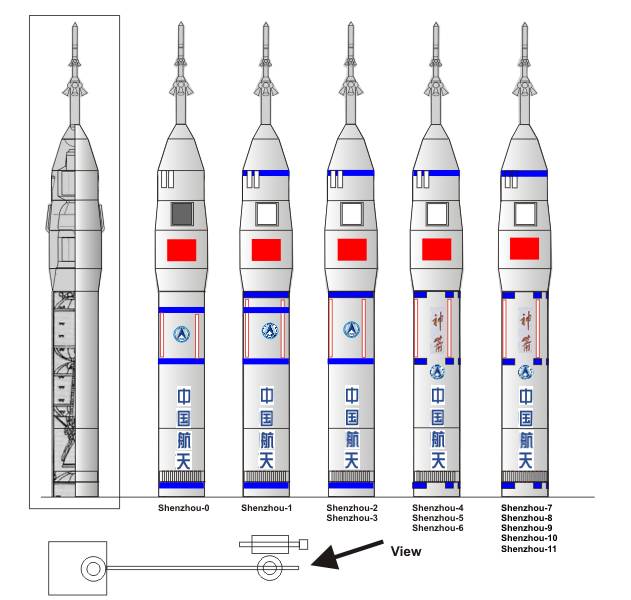 中国航天
中国航天
中国航天
神箭
中国航天
神箭
中国航天
Shenzhou-0
Shenzhou-1
Shenzhou-2
Shenzhou-3
Shenzhou-4
Shenzhou-5
Shenzhou-6
Shenzhou-7
Shenzhou-8
Shenzhou-9
Shenzhou-10
Shenzhou-11
View